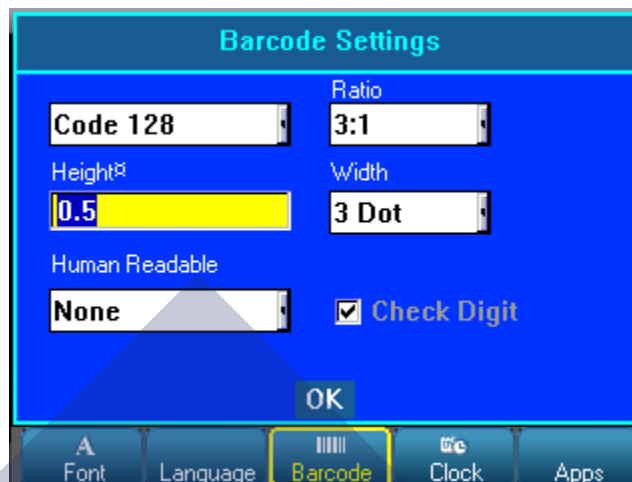 Barcode Settings
Ratio
Code 128
3:1
Height¤
Width
0.5
3 Dot
Human Readable
None
Check Digit
OK
A
Font
Language
Barcode
Clock
Apps